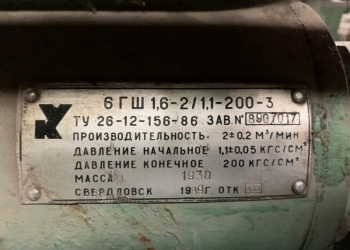 6 ГШ 1,6-2/1,1-200-3
ТУ 26-12-156-86 ЗАВ.№ 8907017
ПРОИЗВОДИТЕЛЬНОСТЬ 2±0.2 М³/МИН
ДАВЛЕНИЕ НАЧАЛЬНОЕ 1,1±0,05 КГС/СМ²
ДАВЛЕНИЕ КОНЕЧНОЕ 200 КГС/СМ²
МАССА 1930
СВЕРДЛОВСК 1989г ОТК